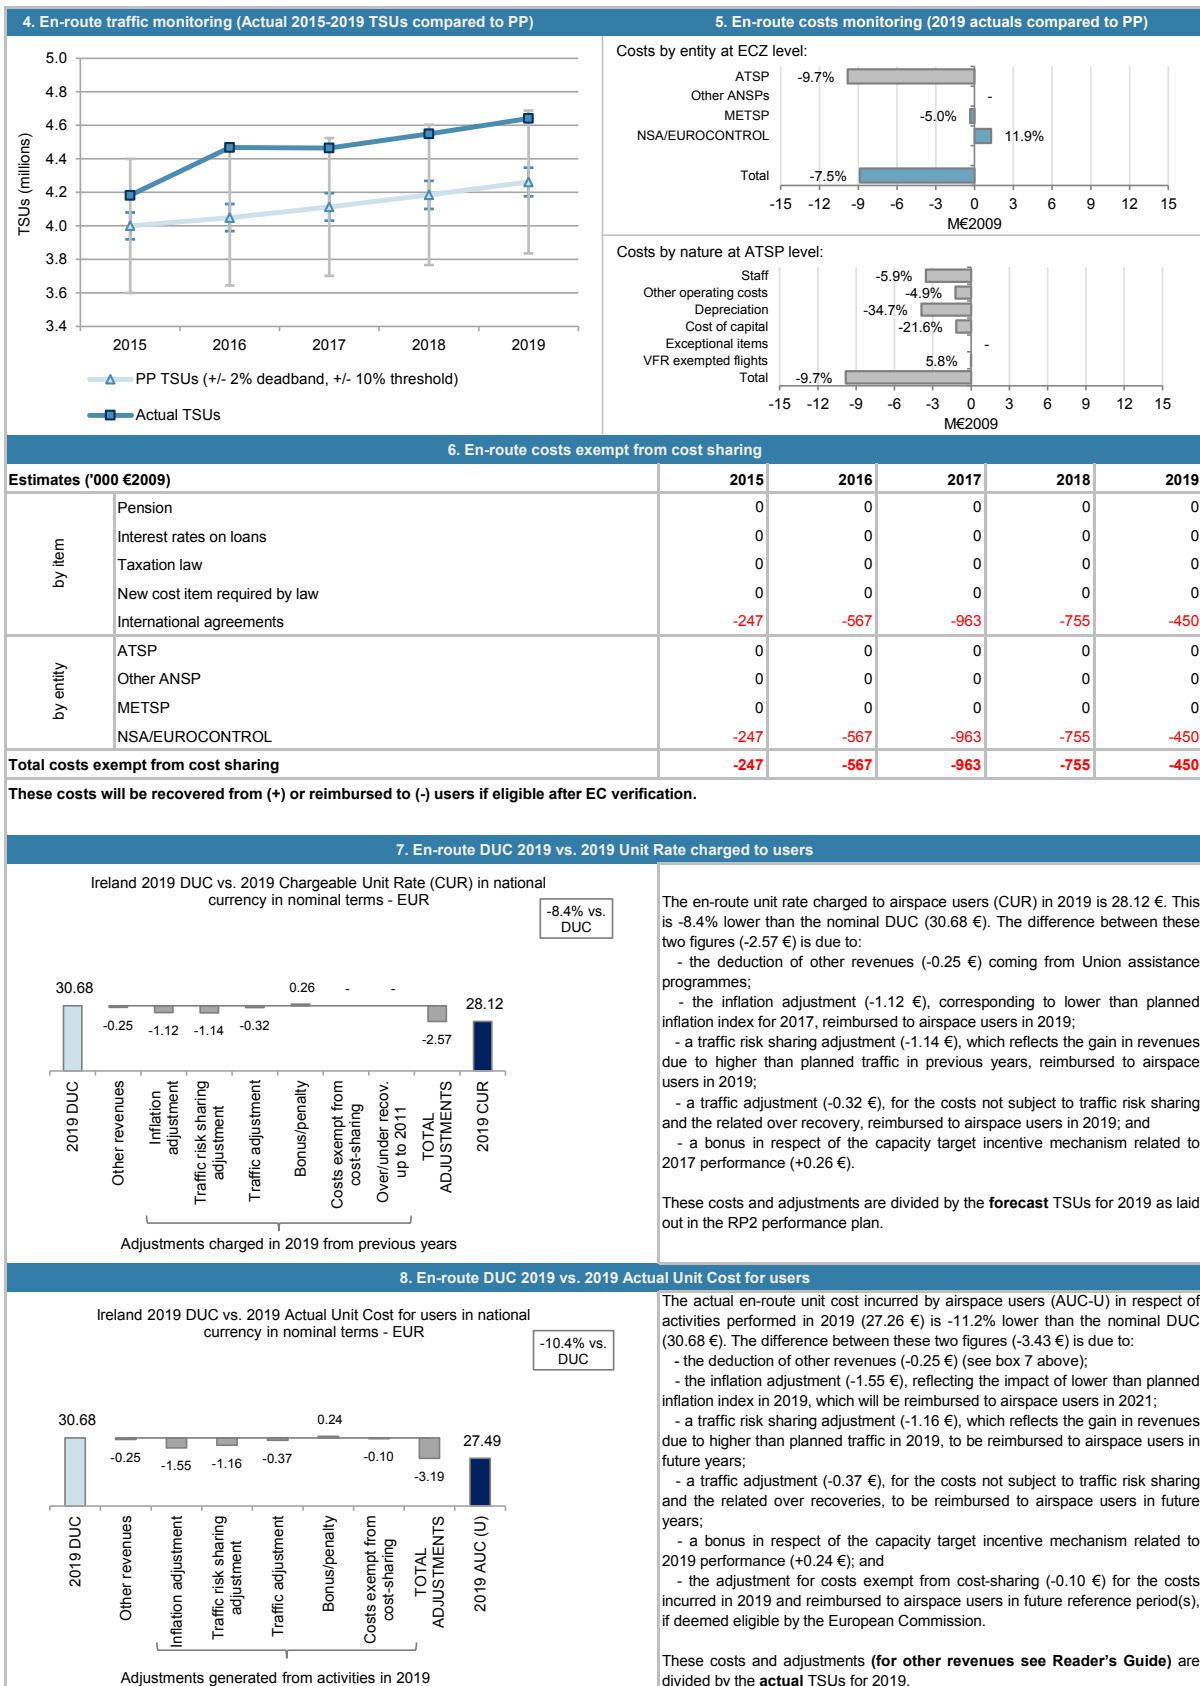 4. En-route traffic monitoring (Actual 2015-2019 TSUs compared to PP)
5.0
4.8
4.6
4.4
4.2
4.0
3.8
3.6
3.4
TSUs (millions)
2015 2016 2017 2018 2019
PP TSUs (+/- 2% deadband, +/- 10% threshold)
Actual TSUs
5. En-route costs monitoring (2019 actuals compared to PP)
Costs by entity at ECZ level:
ATSP -9.7%
Other ANSPs -
METSP -5.0%
NSA/EUROCONTROL 11.9%
Total -7.5%
-15 -12 -9 -6 -3 0 3 6 9 12 15
M€2009
Costs by nature at ATSP level:
Staff -5.9%
Other operating costs -4.9%
Depreciation -34.7%
Cost of capital -21.6%
Exceptional items -
VFR exempted flights 5.8%
Total -9.7%
-15 -12 -9 -6 -3 0 3 6 9 12 15
M€2009
6. En-route costs exempt from cost sharing
Estimates ('000 €2009) 2015 2016 2017 2018 2019
by item
Pension 0 0 0 0 0
Interest rates on loans 0 0 0 0 0
Taxation law 0 0 0 0 0
New cost item required by law 0 0 0 0 0
International agreements -247 -567 -963 -755 -450
by entity
ATSP 0 0 0 0 0
Other ANSP 0 0 0 0 0
METSP 0 0 0 0 0
NSA/EUROCONTROL -247 -567 -963 -755 -450
Total costs exempt from cost sharing -247 -567 -963 -755 -450
These costs will be recovered from (+) or reimbursed to (-) users if eligible after EC verification.
7. En-route DUC 2019 vs. 2019 Unit Rate charged to users
Ireland 2019 DUC vs. 2019 Chargeable Unit Rate (CUR) in national
currency in nominal terms - EUR
-8.4% vs.
DUC
30.68 -0.25 -1.12 -1.14 -0.32 0.26 - - -2.57 28.12
2019 DUC
Other revenues
Inflation
adjustment
Traffic risk sharing
adjustment
Traffic adjustment
Bonus/penalty
Costs exempt from
cost-sharing
Over/under recov.
up to 2011
TOTAL
ADJUSTMENTS
2019 CUR
Adjustments charged in 2019 from previous years
The en-route unit rate charged to airspace users (CUR) in 2019 is 28.12 €. This
is -8.4% lower than the nominal DUC (30.68 €). The difference between these
two figures (-2.57 €) is due to:
- the deduction of other revenues (-0.25 €) coming from Union assistance
programmes;
- the inflation adjustment (-1.12 €), corresponding to lower than planned
inflation index for 2017, reimbursed to airspace users in 2019;
- a traffic risk sharing adjustment (-1.14 €), which reflects the gain in revenues
due to higher than planned traffic in previous years, reimbursed to airspace
users in 2019;
- a traffic adjustment (-0.32 €), for the costs not subject to traffic risk sharing
and the related over recovery, reimbursed to airspace users in 2019; and
- a bonus in respect of the capacity target incentive mechanism related to
2017 performance (+0.26 €).
These costs and adjustments are divided by the forecast TSUs for 2019 as laid
out in the RP2 performance plan.
8. En-route DUC 2019 vs. 2019 Actual Unit Cost for users
Ireland 2019 DUC vs. 2019 Actual Unit Cost for users in national
currency in nominal terms - EUR
-10.4% vs.
DUC
30.68 -0.25 -1.55 -1.16 -0.37 0.24 -0.10 -3.19 27.49
2019 DUC
Other revenues
Inflation adjustment
Traffic risk sharing
adjustment
Traffic adjustment
Bonus/penalty
Costs exempt from
cost-sharing
TOTAL
ADJUSTMENTS
2019 AUC (U)
Adjustments generated from activities in 2019
The actual en-route unit cost incurred by airspace users (AUC-U) in respect of
activities performed in 2019 (27.26 €) is -11.2% lower than the nominal DUC
(30.68 €). The difference between these two figures (-3.43 €) is due to:
- the deduction of other revenues (-0.25 €) (see box 7 above);
- the inflation adjustment (-1.55 €), reflecting the impact of lower than planned
inflation index in 2019, which will be reimbursed to airspace users in 2021;
- a traffic risk sharing adjustment (-1.16 €), which reflects the gain in revenues
due to higher than planned traffic in 2019, to be reimbursed to airspace users in
future years;
- a traffic adjustment (-0.37 €), for the costs not subject to traffic risk sharing
and the related over recoveries, to be reimbursed to airspace users in future
years;
- a bonus in respect of the capacity target incentive mechanism related to
2019 performance (+0.24 €); and
- the adjustment for costs exempt from cost-sharing (-0.10 €) for the costs
incurred in 2019 and reimbursed to airspace users in future reference period(s),
if deemed eligible by the European Commission.
These costs and adjustments (for other revenues see Reader's Guide) are
divided by the actual TSUs for 2019.